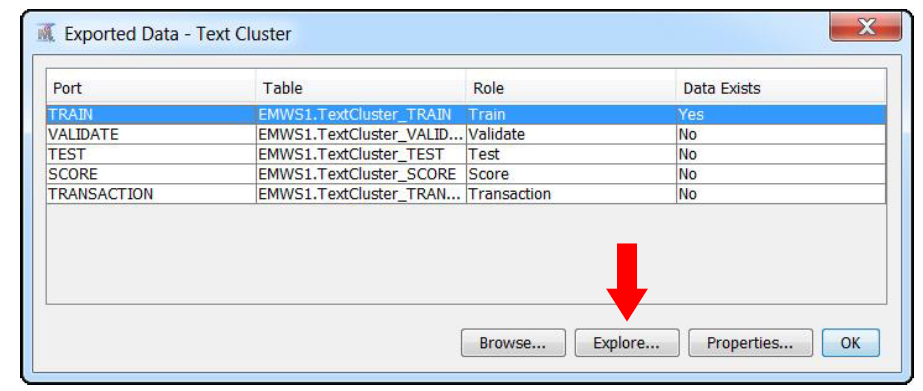 Exported Data - Text Cluster
Port Table Role Data Exists
TRAIN EMWS1.TextCluster_TRAIN Train Yes
VALIDATE EMWS1.TextCluster_VALID... Validate No
TEST EMWS1.TextCluster_TEST Test No
SCORE EMWS1.TextCluster_SCORE Score No
TRANSACTION EMWS1.TextCluster_TRAN... Transaction No
Browse... Explore... Properties... OK